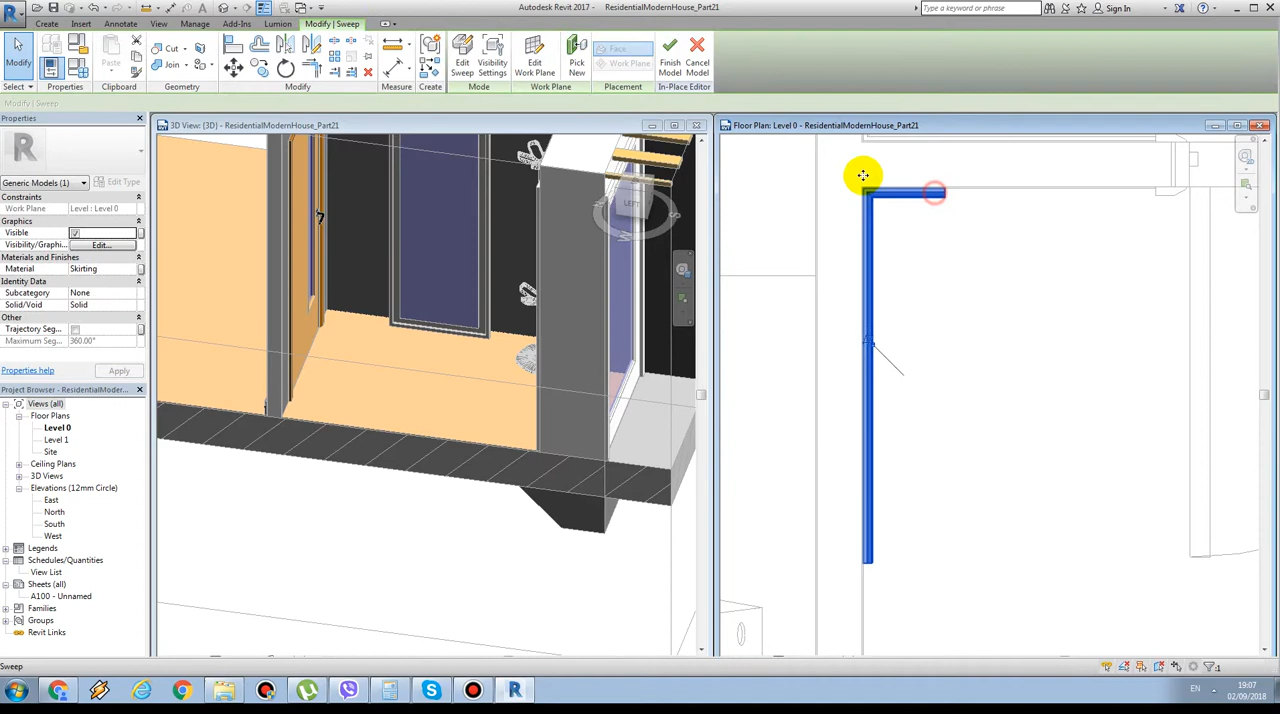 Autodesk Revit 2017 - ResidentialModernHouse_Part21
Type a keyword or phrase
Sign In
Create Insert Annotate View Manage Add-Ins Lumion Modify | Sweep
Modify
Cut
Join
Paste
Edit Sweep
Visibility Settings
Edit Work Plane
Pick New
Face
Work Plane
Finish Model
Cancel Model
Select Properties Clipboard Geometry Modify Measure Create Mode Work Plane Placement In-Place Editor
Modify | Sweep
Properties
Generic Models (1)
Edit Type
Constraints
Work Plane Level : Level 0
Graphics
Visible
Visibility/Graphi... Edit...
Materials and Finishes
Material Skirting
Identity Data
Subcategory None
Solid/Void Solid
Other
Trajectory Seg...
Maximum Seg... 360.00°
Properties help
Apply
Project Browser - ResidentialModer...
Views (all)
Floor Plans
Level 0
Level 1
Site
Ceiling Plans
3D Views
Elevations (12mm Circle)
East
North
South
West
Legends
Schedules/Quantities
View List
Sheets (all)
A100 - Unnamed
Families
Groups
Revit Links
3D View: {3D} - ResidentialModernHouse_Part21
LEFT
Floor Plan: Level 0 - ResidentialModernHouse_Part21
Sweep
:1
EN
19:07
02/09/2018